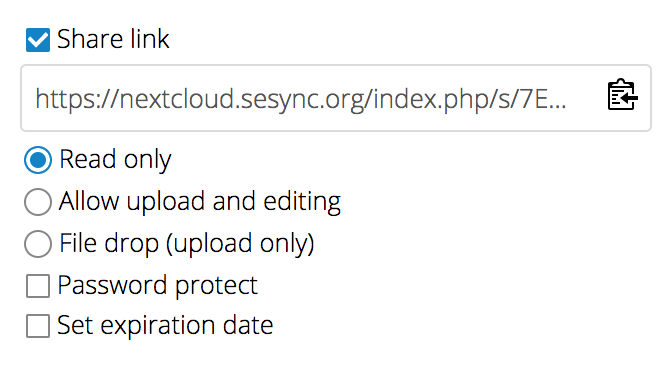 Share link
https://nextcloud.sesync.org/index.php/s/7E...
Read only
Allow upload and editing
File drop (upload only)
Password protect
Set expiration date